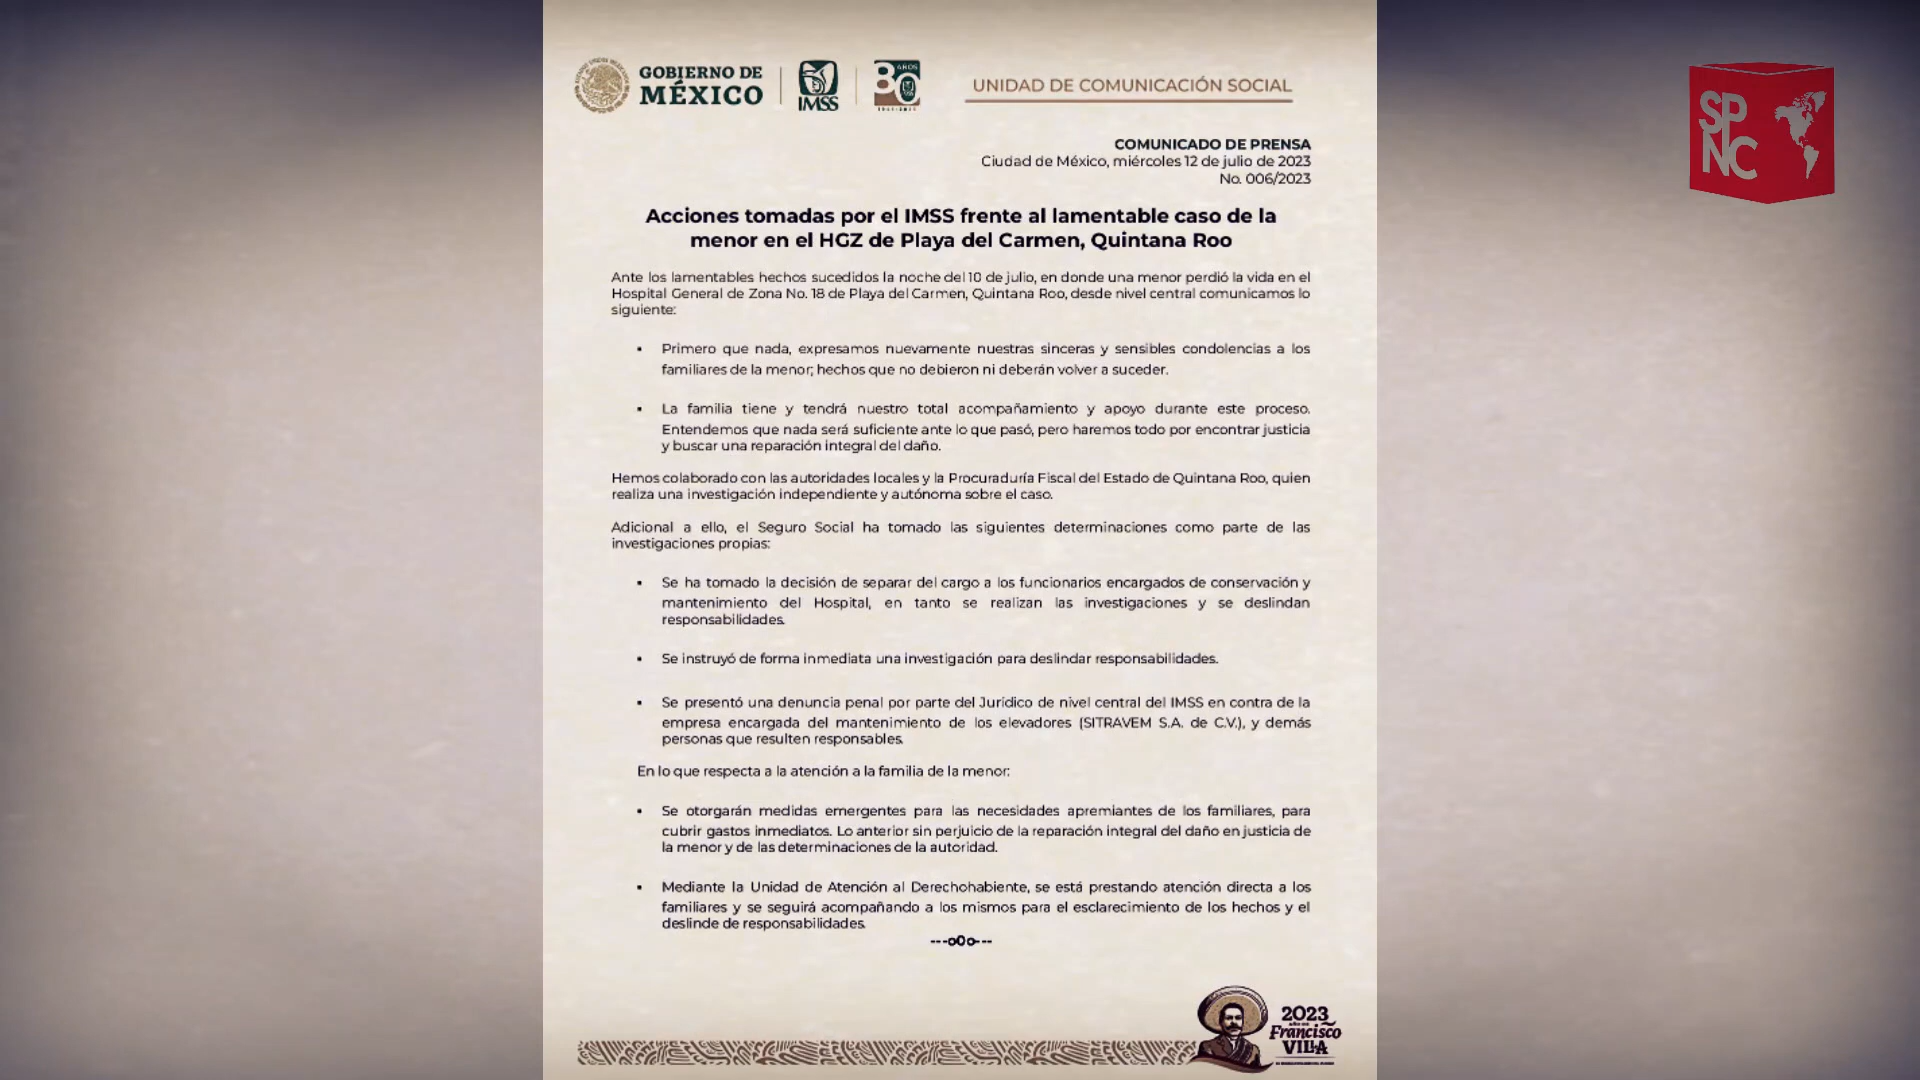 GOBIERNO DE
MÉXICO
IMSS
80
AÑOS
UNIDAD DE COMUNICACIÓN SOCIAL
SP
NC
COMUNICADO DE PRENSA
Ciudad de México, miércoles 12 de julio de 2023
No. 006/2023
Acciones tomadas por el IMSS frente al lamentable caso de la
menor en el HGZ de Playa del Carmen, Quintana Roo
Ante los lamentables hechos sucedidos la noche del 10 de julio, en donde una menor perdió la vida en el
Hospital General de Zona No. 18 de Playa del Carmen, Quintana Roo, desde nivel central comunicamos lo
siguiente:
▪ Primero que nada, expresamos nuevamente nuestras sinceras y sensibles condolencias a los
familiares de la menor; hechos que no debieron ni deberán volver a suceder.
▪ La familia tiene y tendrá nuestro total acompañamiento y apoyo durante este proceso.
Entendemos que nada será suficiente ante lo que pasó, pero haremos todo por encontrar justicia
y buscar una reparación integral del daño.
Hemos colaborado con las autoridades locales y la Procuraduría Fiscal del Estado de Quintana Roo, quien
realiza una investigación independiente y autónoma sobre el caso.
Adicional a ello, el Seguro Social ha tomado las siguientes determinaciones como parte de las
investigaciones propias:
▪ Se ha tomado la decisión de separar del cargo a los funcionarios encargados de conservación y
mantenimiento del Hospital, en tanto se realizan las investigaciones y se deslindan
responsabilidades.
▪ Se instruyó de forma inmediata una investigación para deslindar responsabilidades.
▪ Se presentó una denuncia penal por parte del Jurídico de nivel central del IMSS en contra de la
empresa encargada del mantenimiento de los elevadores (SITRAVEM S.A. de C.V.), y demás
personas que resulten responsables.
En lo que respecta a la atención a la familia de la menor:
▪ Se otorgarán medidas emergentes para las necesidades apremiantes de los familiares, para
cubrir gastos inmediatos. Lo anterior sin perjuicio de la reparación integral del daño en justicia de
la menor y de las determinaciones de la autoridad.
▪ Mediante la Unidad de Atención al Derechohabiente, se está prestando atención directa a los
familiares y se seguirá acompañando a los mismos para el esclarecimiento de los hechos y el
deslinde de responsabilidades.
---o0o---
2023
AÑO DE
Francisco
VILLA